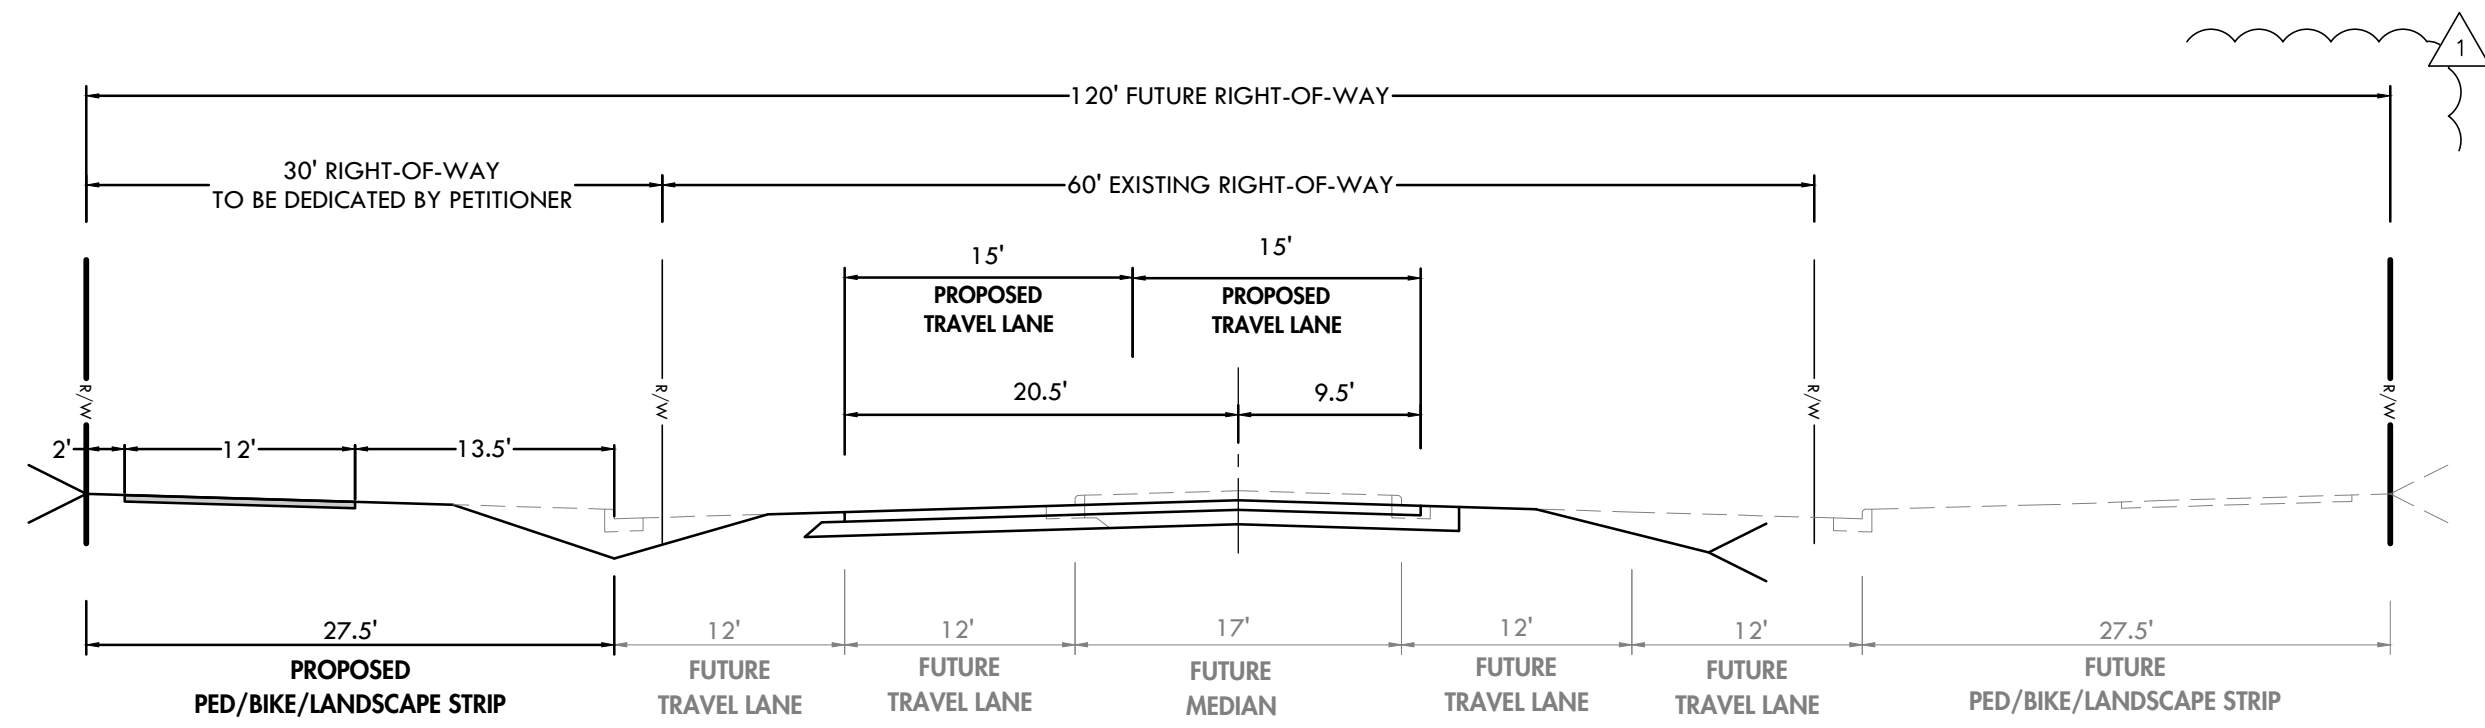 1
120' FUTURE RIGHT-OF-WAY
30' RIGHT-OF-WAY
TO BE DEDICATED BY PETITIONER
60' EXISTING RIGHT-OF-WAY
15'
PROPOSED
TRAVEL LANE
15'
PROPOSED
TRAVEL LANE
R/W
R/W
R/W
R/W
20.5'
9.5'
2'
12'
13.5'
27.5'
PROPOSED
PED/BIKE/LANDSCAPE STRIP
12'
FUTURE
TRAVEL LANE
12'
FUTURE
TRAVEL LANE
17'
FUTURE
MEDIAN
12'
FUTURE
TRAVEL LANE
12'
FUTURE
TRAVEL LANE
27.5'
FUTURE
PED/BIKE/LANDSCAPE STRIP